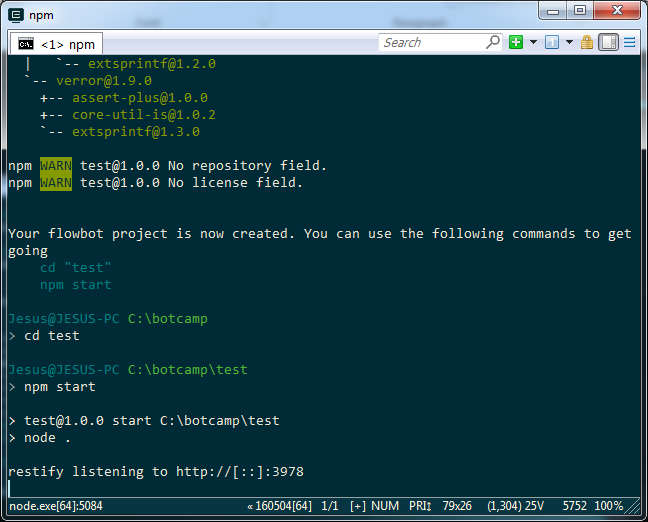 npm
<1> npm
Search
|   `-- extsprintf@1.2.0
`-- verror@1.9.0
+-- assert-plus@1.0.0
+-- core-util-is@1.0.2
`-- extsprintf@1.3.0
npm WARN test@1.0.0 No repository field.
npm WARN test@1.0.0 No license field.
Your flowbot project is now created. You can use the following commands to get
going
cd "test"
npm start
Jesus@JESUS-PC C:\botcamp
> cd test
Jesus@JESUS-PC C:\botcamp\test
> npm start
> test@1.0.0 start C:\botcamp\test
> node .
restify listening to http://[::]:3978
node.exe[64]:5084 «160504[64] 1/1 [+] NUM PRI↕ 79x26 (1,304) 25V 5752 100%